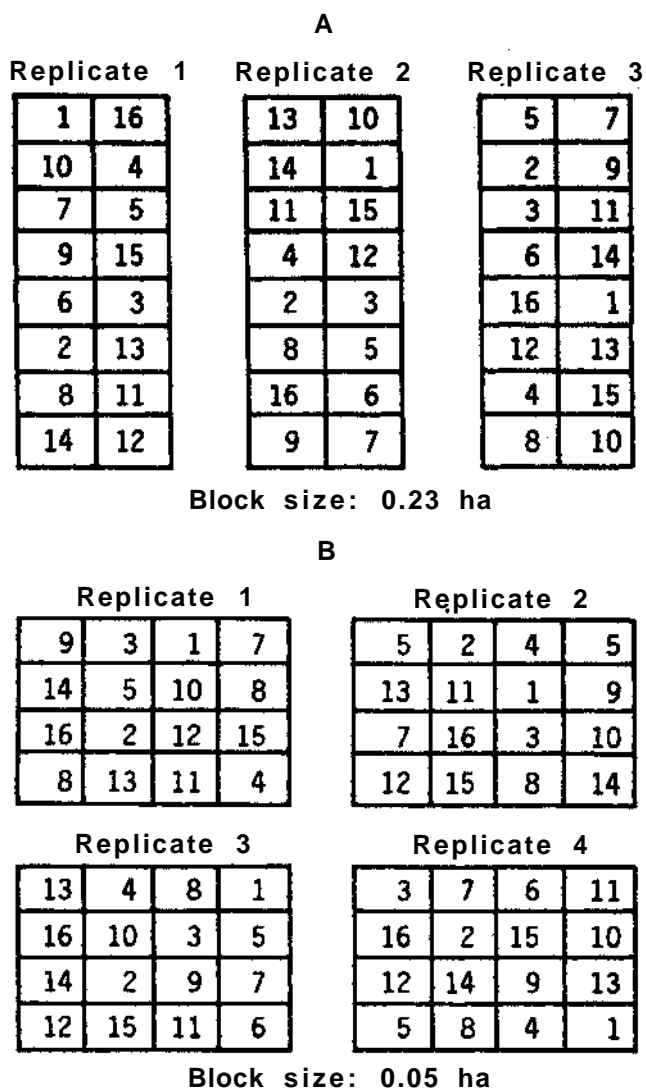 A
Replicate 1 Replicate 2 Replicate 3
1 16 13 10 5 7
10 4 14 1 2 9
7 5 11 15 3 11
9 15 4 12 6 14
6 3 2 3 16 1
2 13 8 5 12 13
8 11 16 6 4 15
14 12 9 7 8 10
Block size: 0.23 ha
B
Replicate 1 Replicate 2
9 3 1 7 5 2 4 5
14 5 10 8 13 11 1 9
16 2 12 15 7 16 3 10
8 13 11 4 12 15 8 14
Replicate 3 Replicate 4
13 4 8 1 3 7 6 11
16 10 3 5 16 2 15 10
14 2 9 7 12 14 9 13
12 15 11 6 5 8 4 1
Block size: 0.05 ha